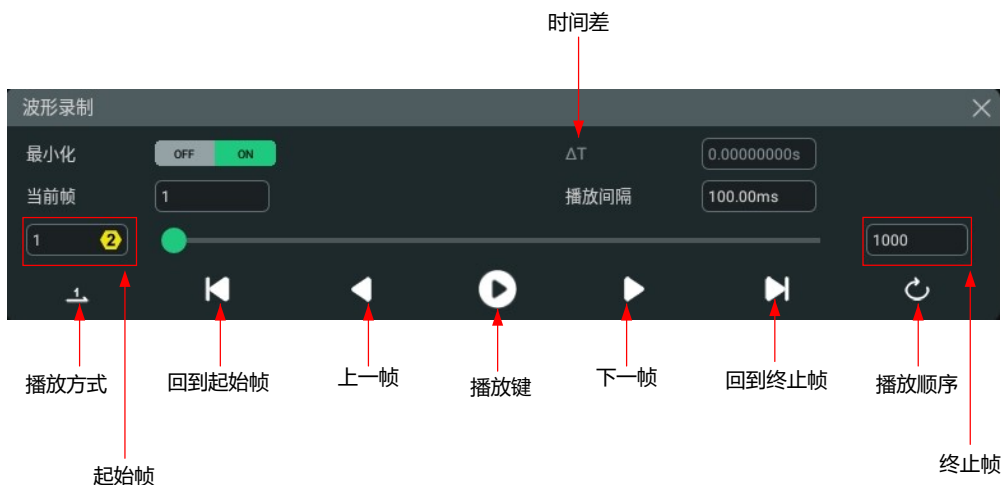 时间差
波形录制
最小化 OFF ON ΔT 0.00000000s
当前帧 1 播放间隔 100.00ms
1 2 1000
1
播放方式 回到起始帧 上一帧 播放键 下一帧 回到终止帧 播放顺序
起始帧 终止帧